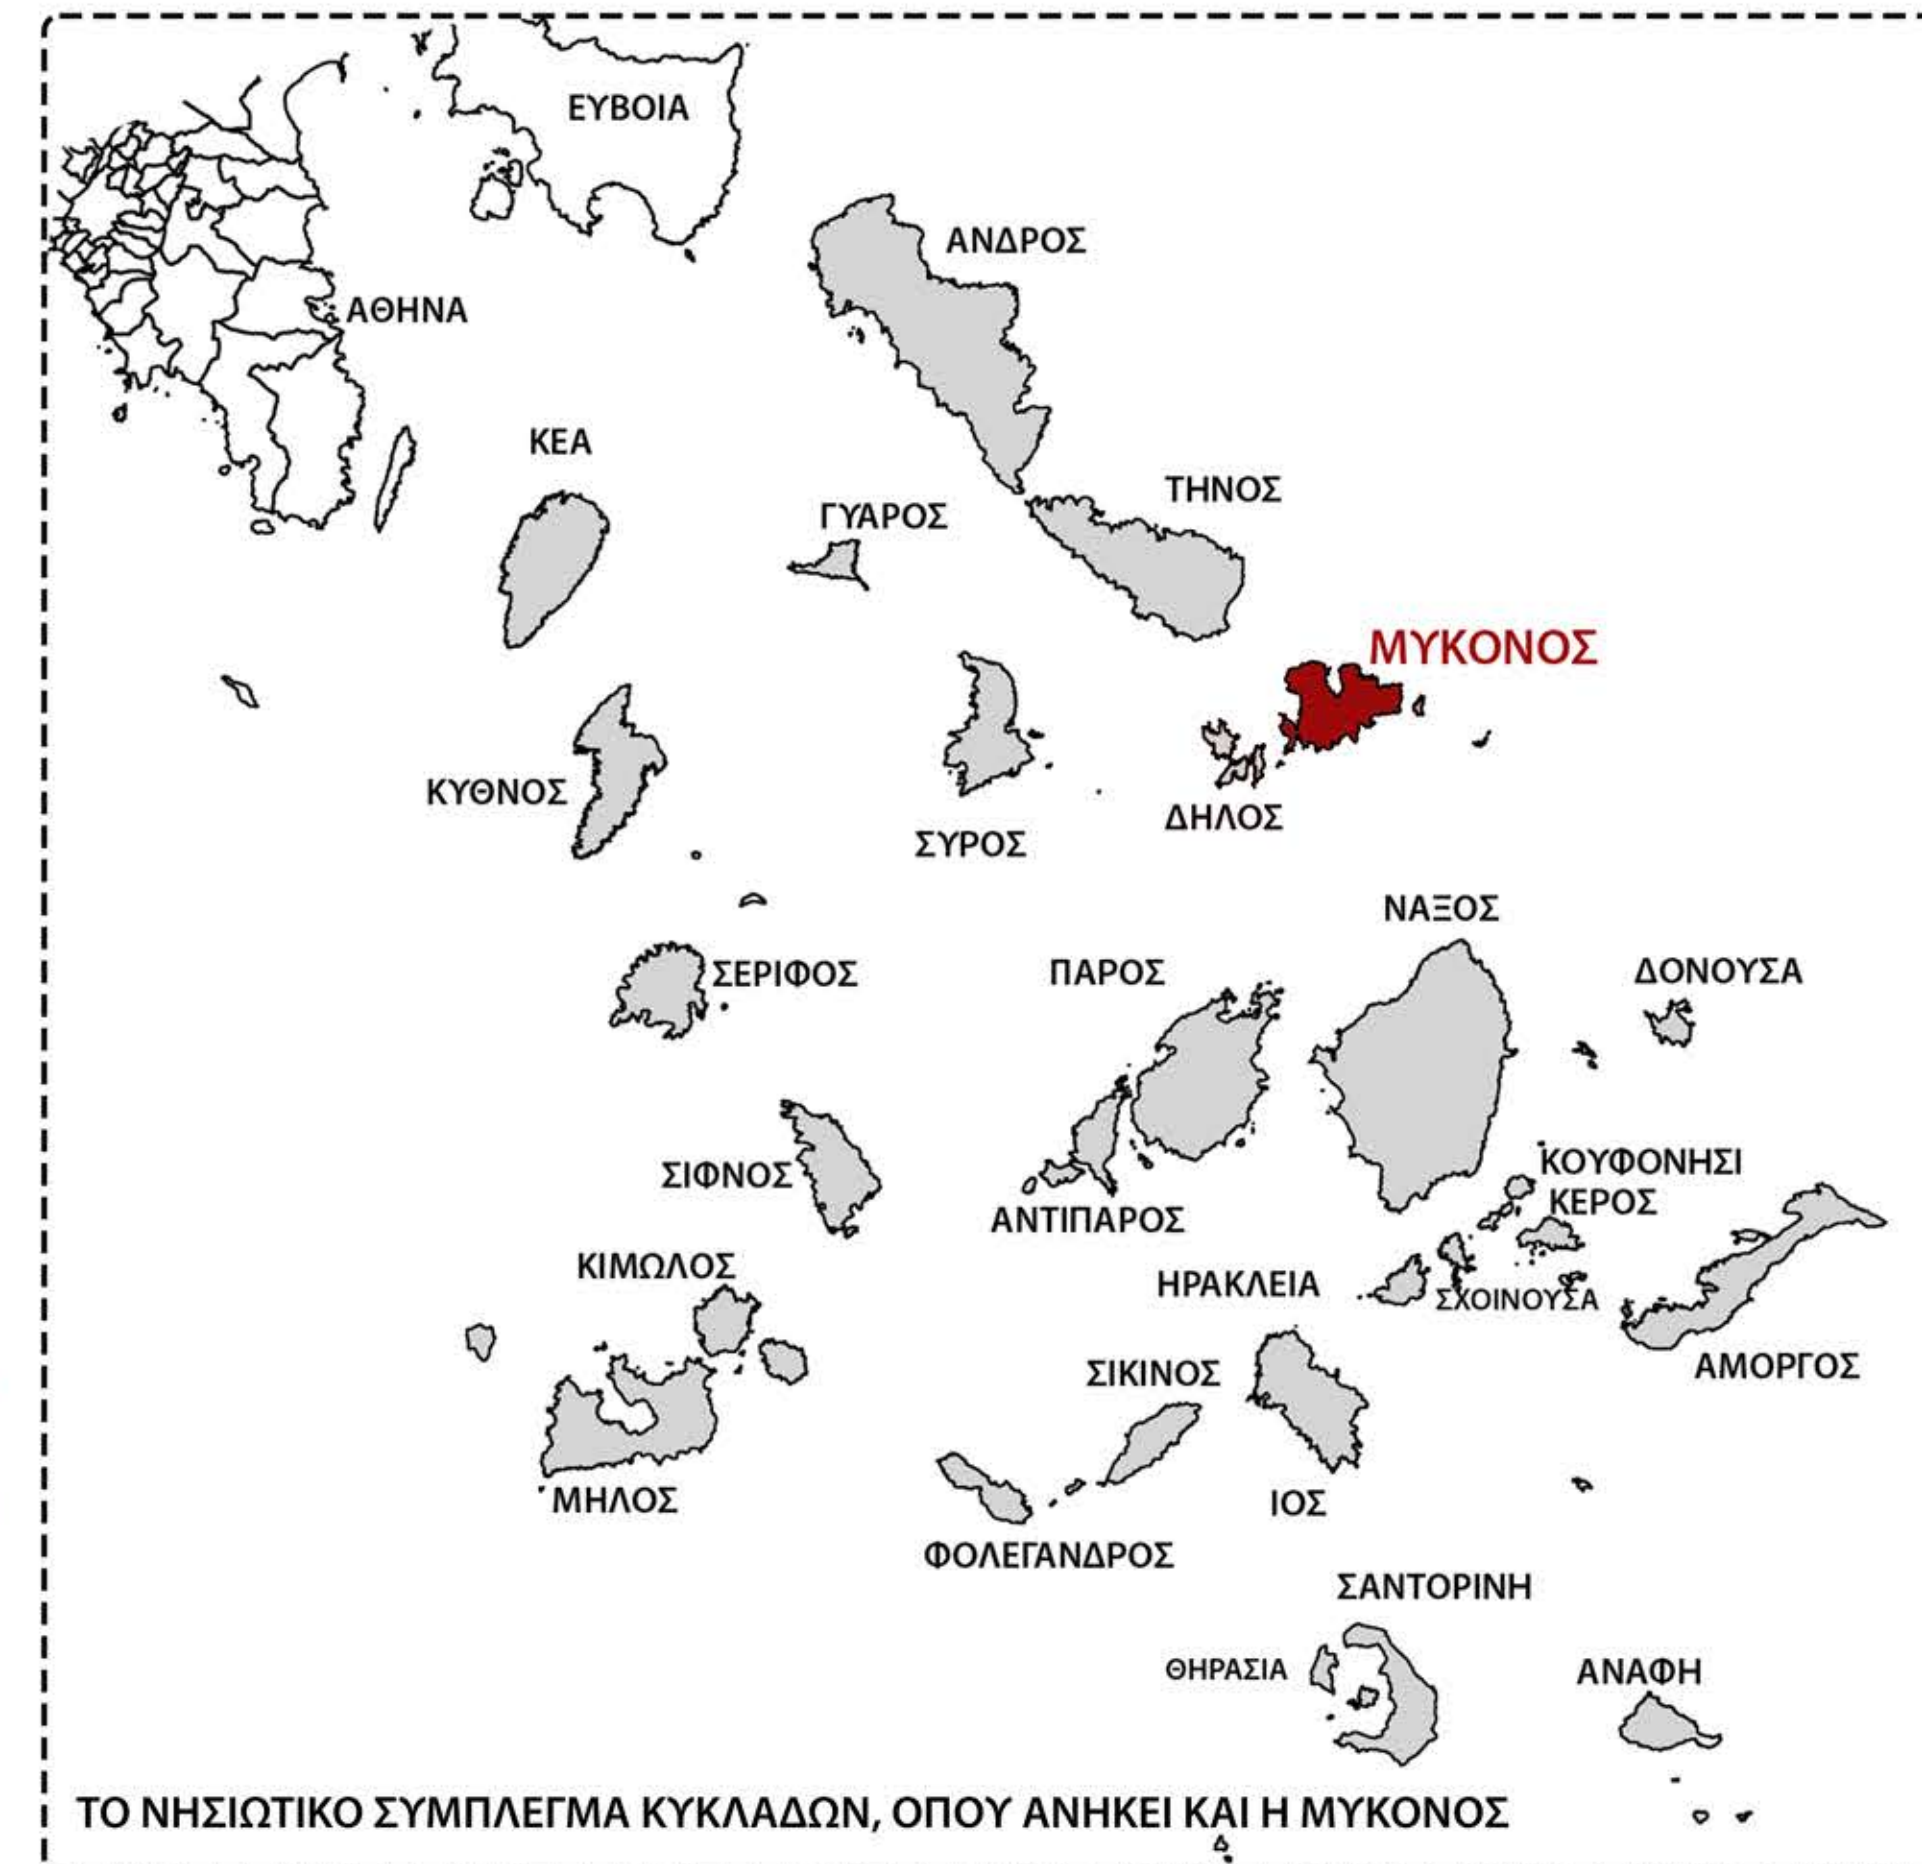 ΕΥΒΟΙΑ
ΑΝΔΡΟΣ
ΑΘΗΝΑ
ΚΕΑ
ΤΗΝΟΣ
ΓΥΑΡΟΣ
ΜΥΚΟΝΟΣ
ΚΥΘΝΟΣ
ΔΗΛΟΣ
ΣΥΡΟΣ
ΝΑΞΟΣ
ΣΕΡΙΦΟΣ
ΠΑΡΟΣ
ΔΟΝΟΥΣΑ
ΚΟΥΦΟΝΗΣΙ
ΣΙΦΝΟΣ
ΚΕΡΟΣ
ΑΝΤΙΠΑΡΟΣ
ΚΙΜΩΛΟΣ
ΗΡΑΚΛΕΙΑ
ΣΧΟΙΝΟΥΣΑ
ΑΜΟΡΓΟΣ
ΣΙΚΙΝΟΣ
ΜΗΛΟΣ
ΙΟΣ
ΦΟΛΕΓΑΝΔΡΟΣ
ΣΑΝΤΟΡΙΝΗ
ΘΗΡΑΣΙΑ
ΑΝΑΦΗ
ΤΟ ΝΗΣΙΩΤΙΚΟ ΣΥΜΠΛΕΓΜΑ ΚΥΚΛΑΔΩΝ, ΟΠΟΥ ΑΝΗΚΕΙ ΚΑΙ Η ΜΥΚΟΝΟΣ